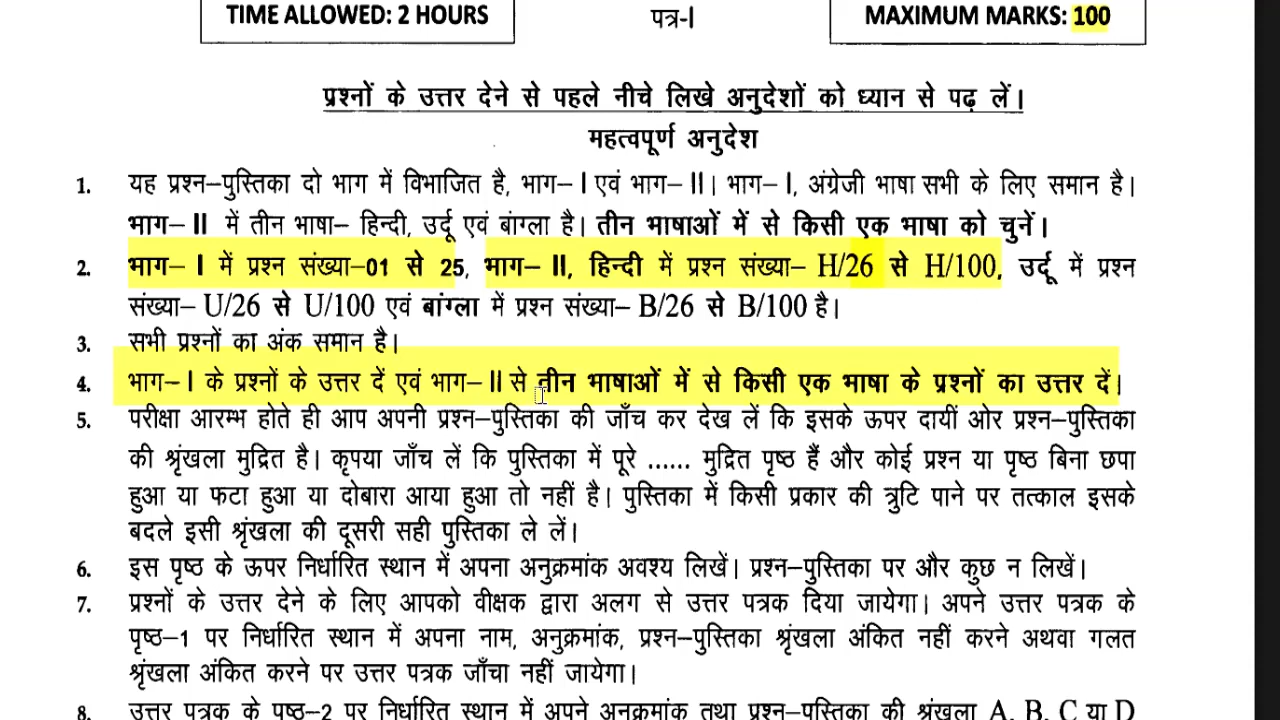 TIME ALLOWED: 2 HOURS
पत्र-I
MAXIMUM MARKS: 100
प्रश्नों के उत्तर देने से पहले नीचे लिखे अनुदेशों को ध्यान से पढ़ लें।
महत्वपूर्ण अनुदेश
1. यह प्रश्न-पुस्तिका दो भाग में विभाजित है, भाग- I एवं भाग- II। भाग- I, अंग्रेजी भाषा सभी के लिए समान है।
भाग- II में तीन भाषा- हिन्दी, उर्दू एवं बांग्ला है। तीन भाषाओं में से किसी एक भाषा को चुनें।
2. भाग- I में प्रश्न संख्या-01 से 25, भाग- II, हिन्दी में प्रश्न संख्या- H/26 से H/100, उर्दू में प्रश्न
संख्या- U/26 से U/100 एवं बांग्ला में प्रश्न संख्या- B/26 से B/100 है।
3. सभी प्रश्नों का अंक समान है।
4. भाग- I के प्रश्नों के उत्तर दें एवं भाग- II से तीन भाषाओं में से किसी एक भाषा के प्रश्नों का उत्तर दें।
5. परीक्षा आरम्भ होते ही आप अपनी प्रश्न-पुस्तिका की जाँच कर देख लें कि इसके ऊपर दायीं ओर प्रश्न-पुस्तिका
की श्रृंखला मुद्रित है। कृपया जाँच लें कि पुस्तिका में पूरे ...... मुद्रित पृष्ठ हैं और कोई प्रश्न या पृष्ठ बिना छपा
हुआ या फटा हुआ या दोबारा आया हुआ तो नहीं है। पुस्तिका में किसी प्रकार की त्रुटि पाने पर तत्काल इसके
बदले इसी श्रृंखला की दूसरी सही पुस्तिका ले लें।
6. इस पृष्ठ के ऊपर निर्धारित स्थान में अपना अनुक्रमांक अवश्य लिखें। प्रश्न-पुस्तिका पर और कुछ न लिखें।
7. प्रश्नों के उत्तर देने के लिए आपको वीक्षक द्वारा अलग से उत्तर पत्रक दिया जायेगा। अपने उत्तर पत्रक के
पृष्ठ-1 पर निर्धारित स्थान में अपना नाम, अनुक्रमांक, प्रश्न-पुस्तिका श्रृंखला अंकित नहीं करने अथवा गलत
श्रृंखला अंकित करने पर उत्तर पत्रक जाँचा नहीं जायेगा।
8. उत्तर पत्रक के पृष्ठ-2 पर निर्धारित स्थान में अपने अनुक्रमांक तथा प्रश्न-पुस्तिका की श्रृंखला A, B, C या D